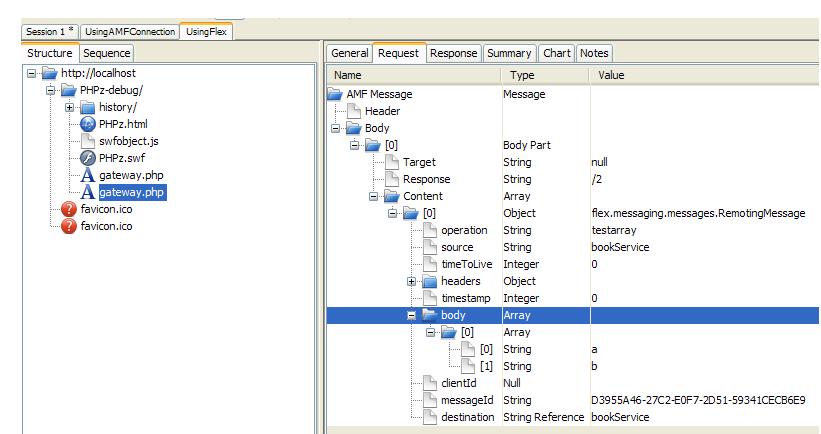 Session 1 * UsingAMFConnection UsingFlex
Structure Sequence
http://localhost
PHPz-debug/
history/
PHPz.html
swfobject.js
PHPz.swf
gateway.php
gateway.php
favicon.ico
favicon.ico
General Request Response Summary Chart Notes
Name Type Value
AMF Message Message
Header
Body
[0] Body Part
Target String null
Response String /2
Content Array
[0] Object flex.messaging.messages.RemotingMessage
operation String testarray
source String bookService
timeToLive Integer 0
headers Object
timestamp Integer 0
body Array
[0] Array
[0] String a
[1] String b
clientId Null
messageId String D3955A46-27C2-E0F7-2D51-59341CECB6E9
destination String Reference bookService